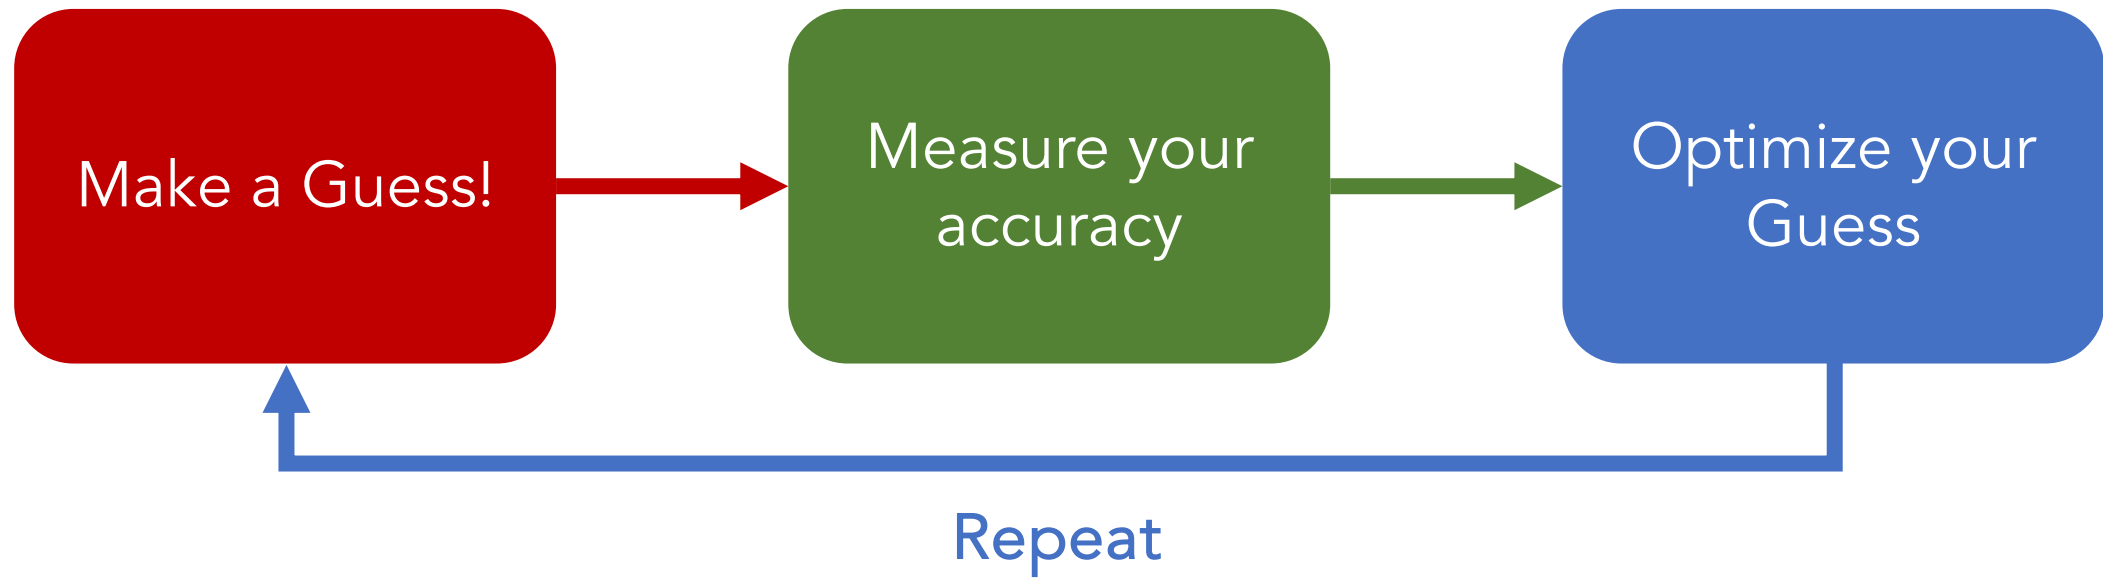 Make a Guess!
Measure your
accuracy
Optimize your
Guess
Repeat